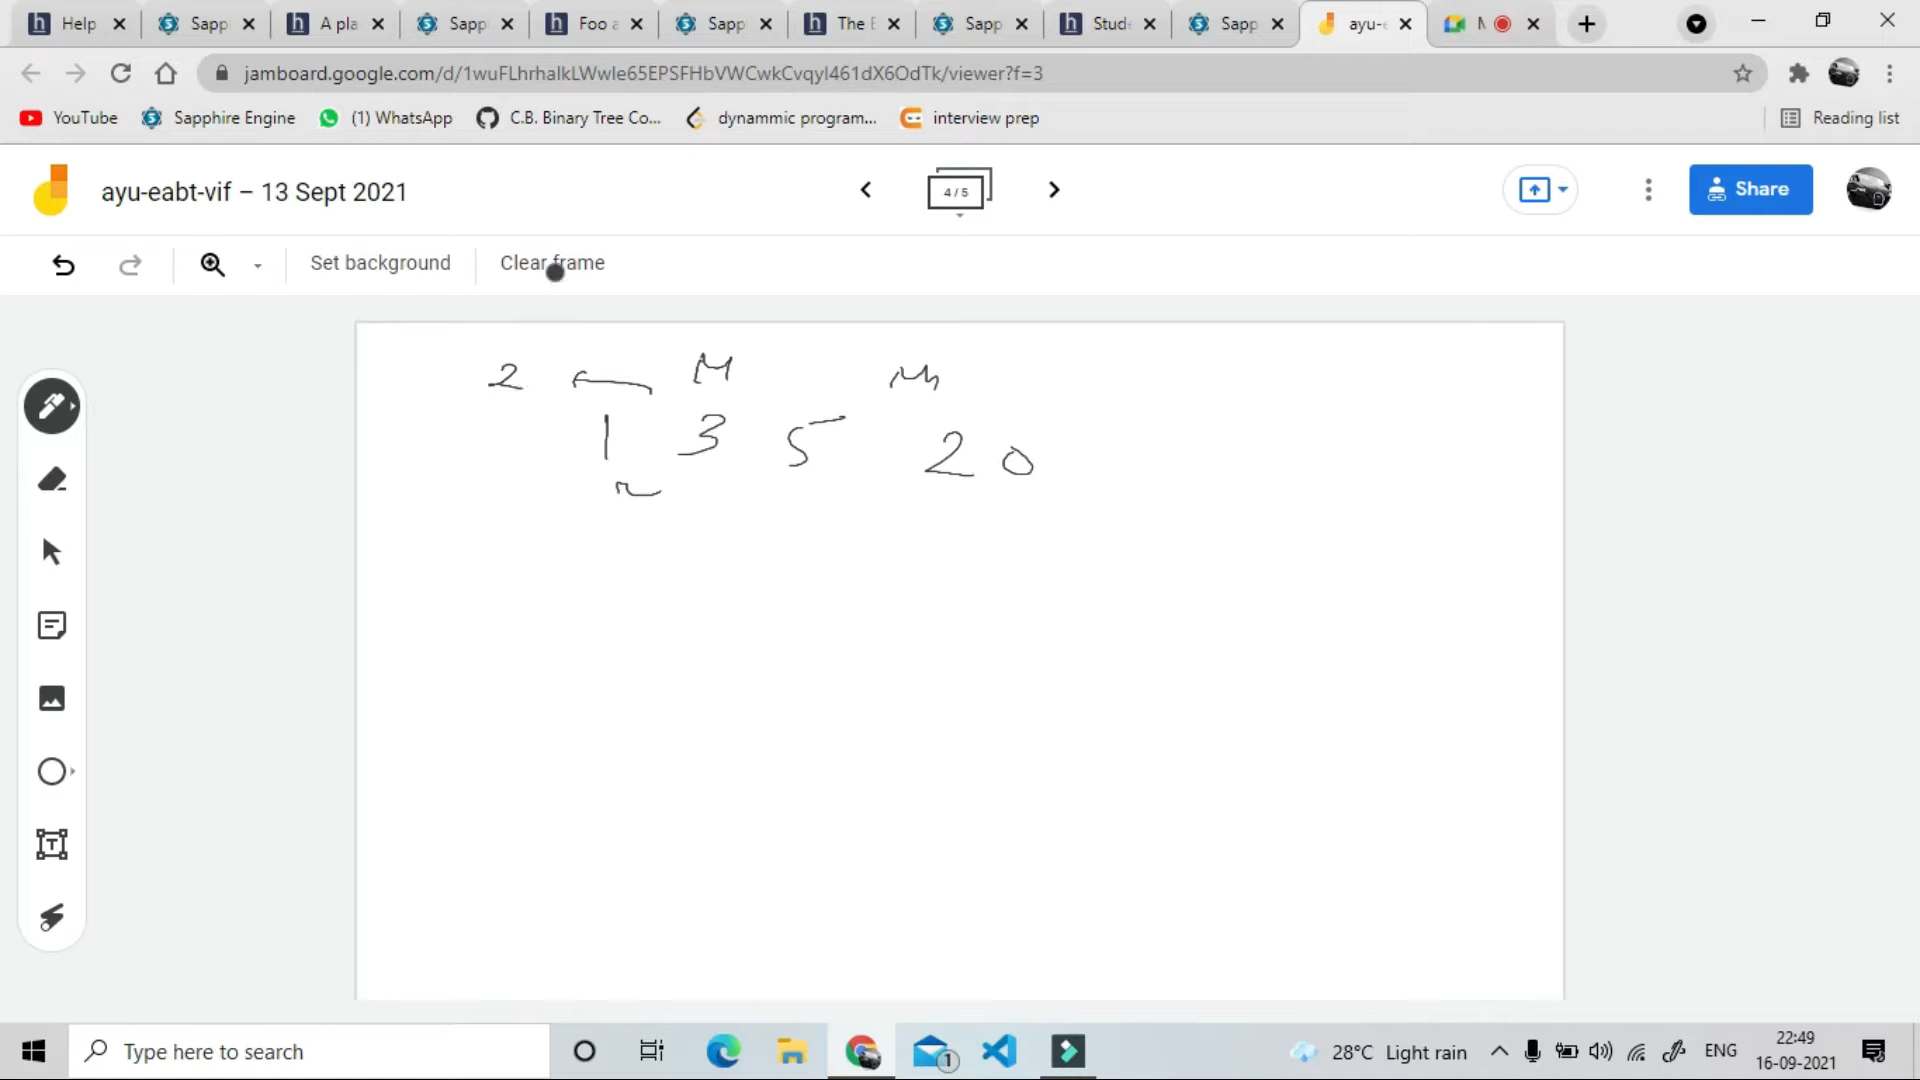 Help
Sapp
A pla
Sapp
Foo a
Sapp
The E
Sapp
Stud
Sapp
ayu-e
M
jamboard.google.com/d/1wuFLhrhalkLWwle65EPSFHbVWCwkCvqyl461dX6OdTk/viewer?f=3
YouTube
Sapphire Engine
(1) WhatsApp
C.B. Binary Tree Co...
dynammic program...
interview prep
Reading list
ayu-eabt-vif – 13 Sept 2021
4 / 5
Share
Set background
Clear frame
2 M
1 3 5 2 0
Type here to search
1
28°C Light rain
ENG
22:49
16-09-2021